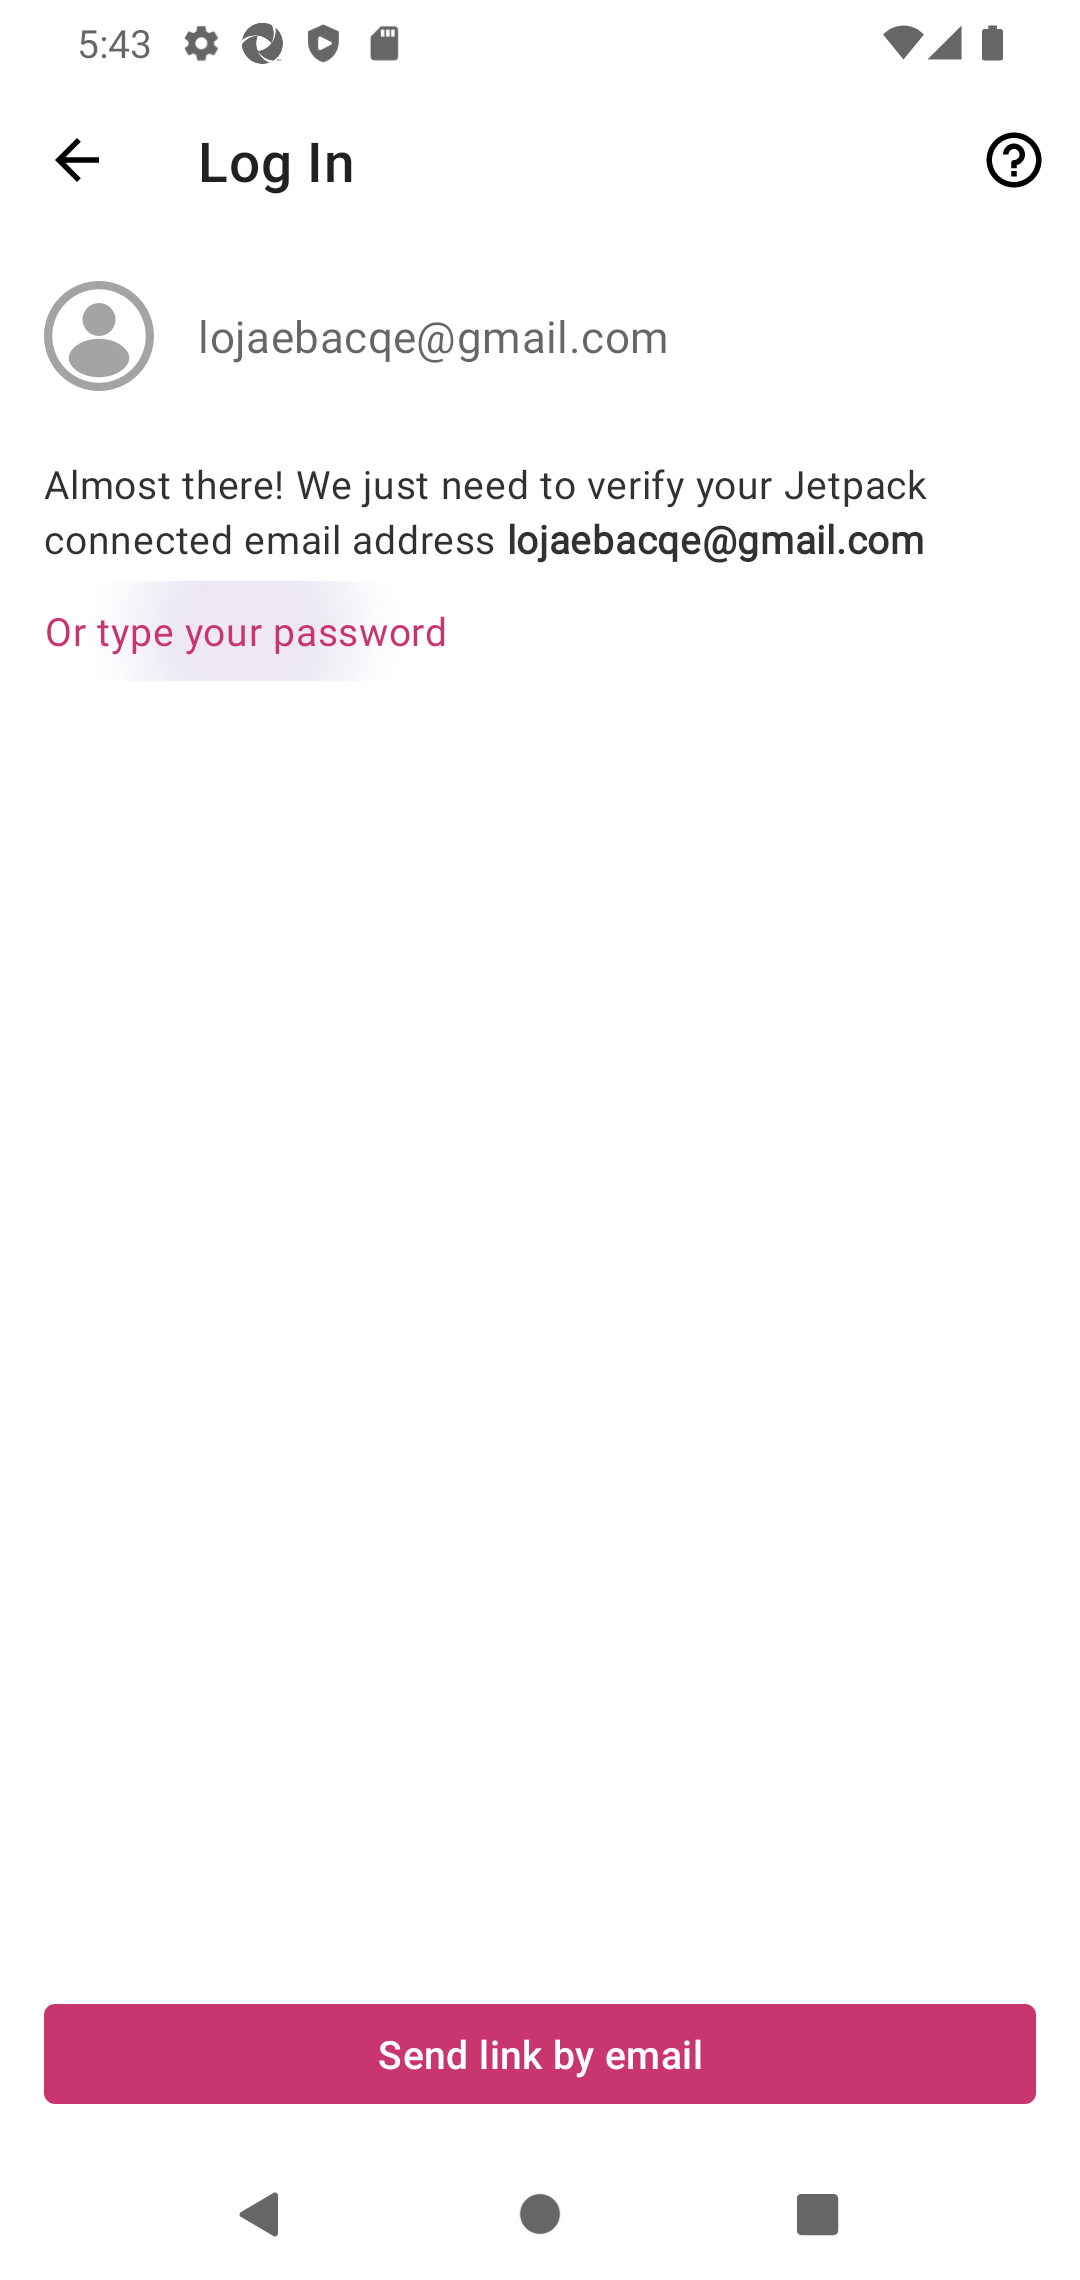 5:43
Log In
lojaebacqe@gmail.com
Almost there! We just need to verify your Jetpack
connected email address lojaebacqe@gmail.com
Or type your password
Send link by email